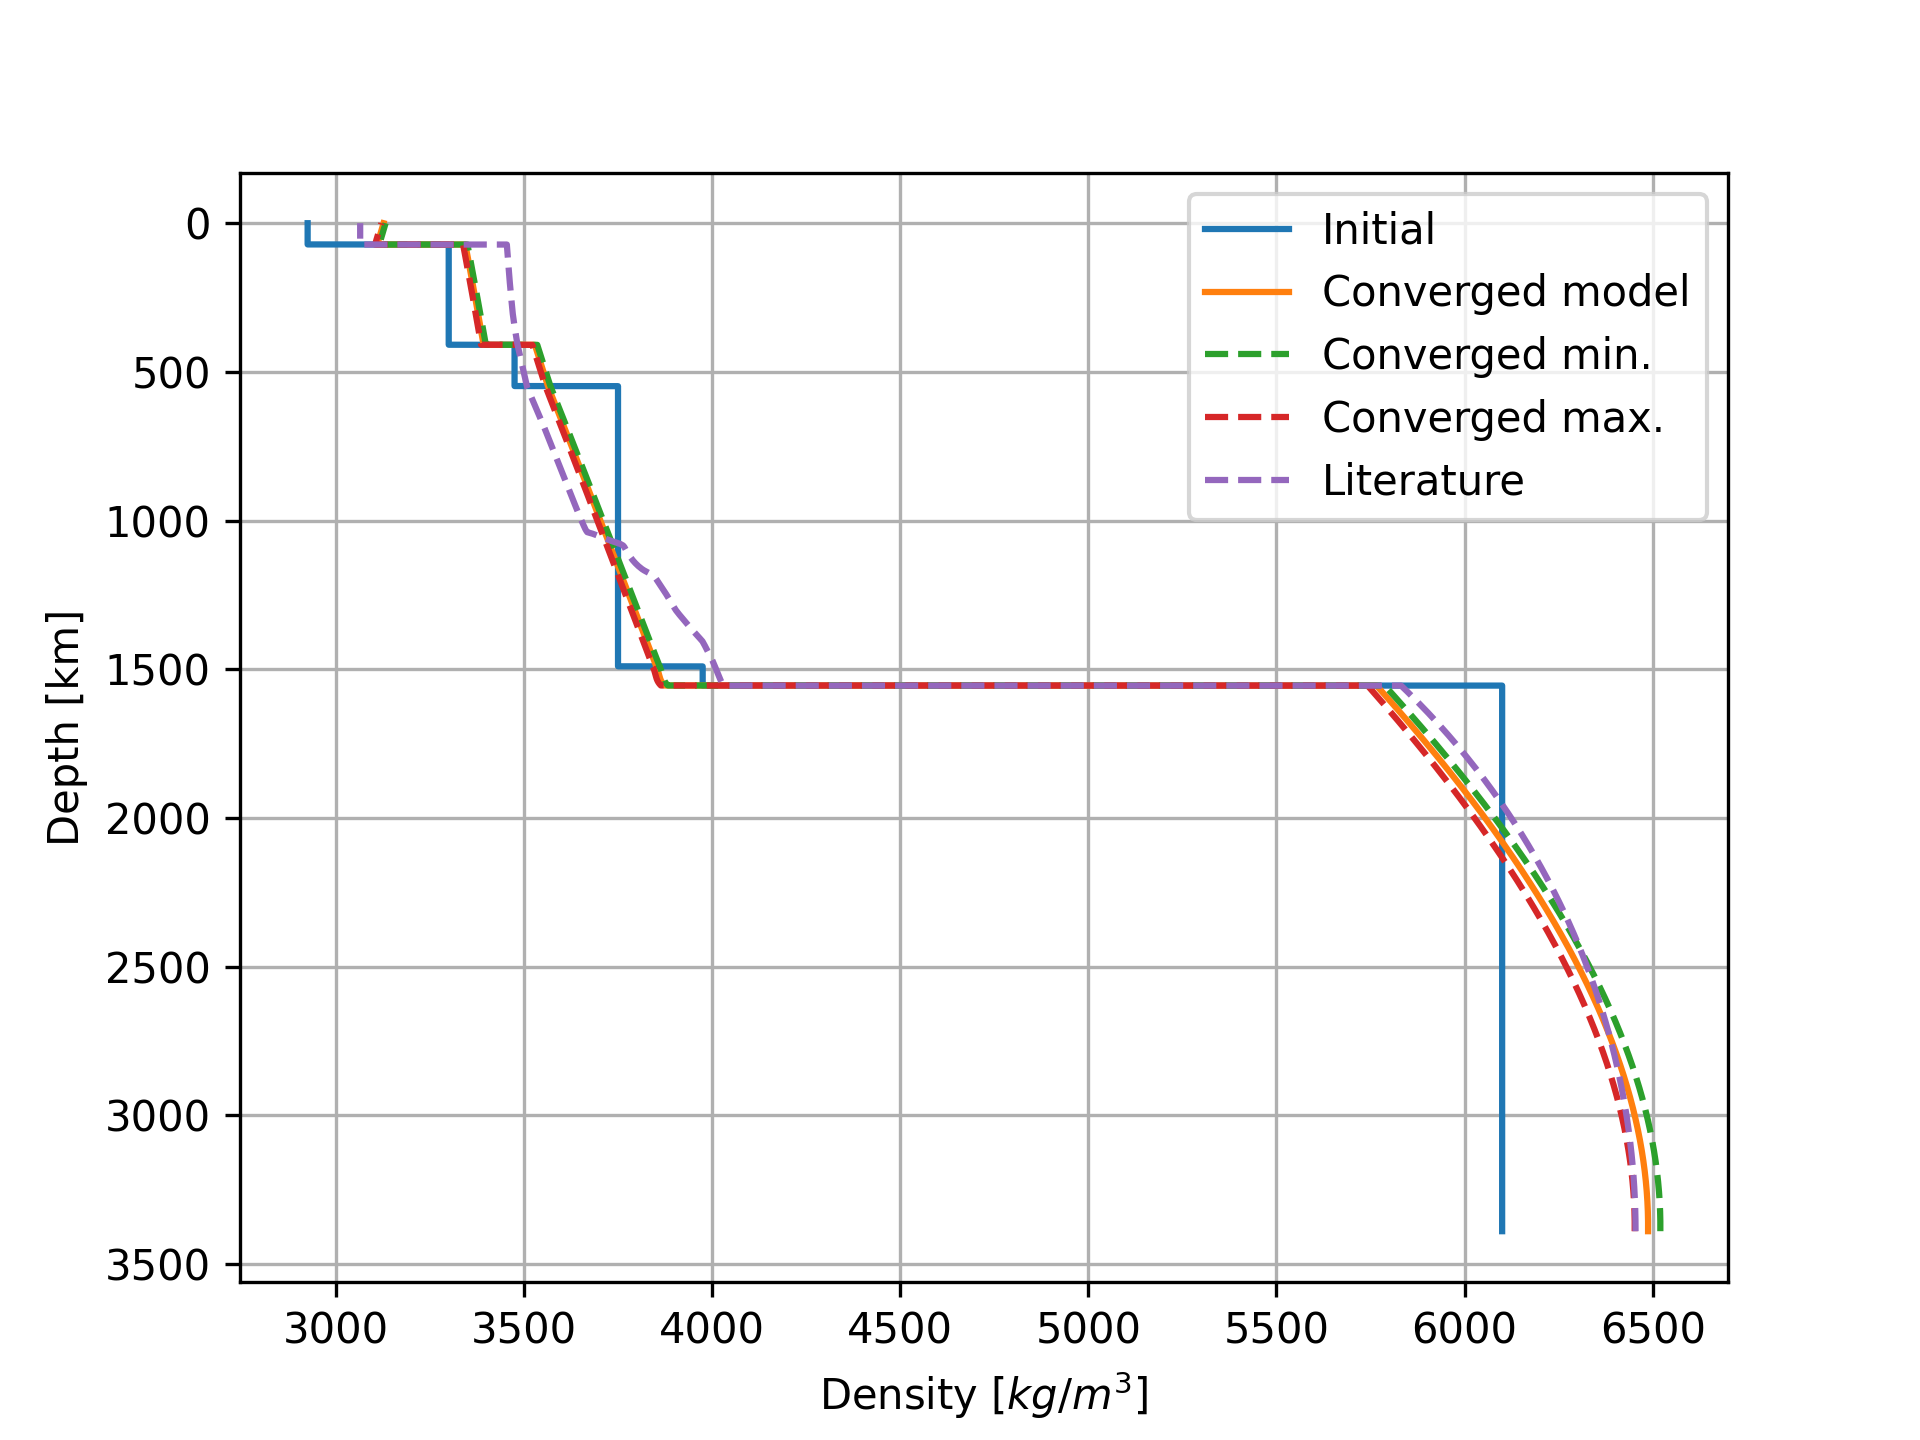 Initial
Converged model
Converged min.
Converged max.
Literature
0
500
1000
1500
2000
2500
3000
3500
Depth [km]
3000 3500 4000 4500 5000 5500 6000 6500
Density [kg/m³]